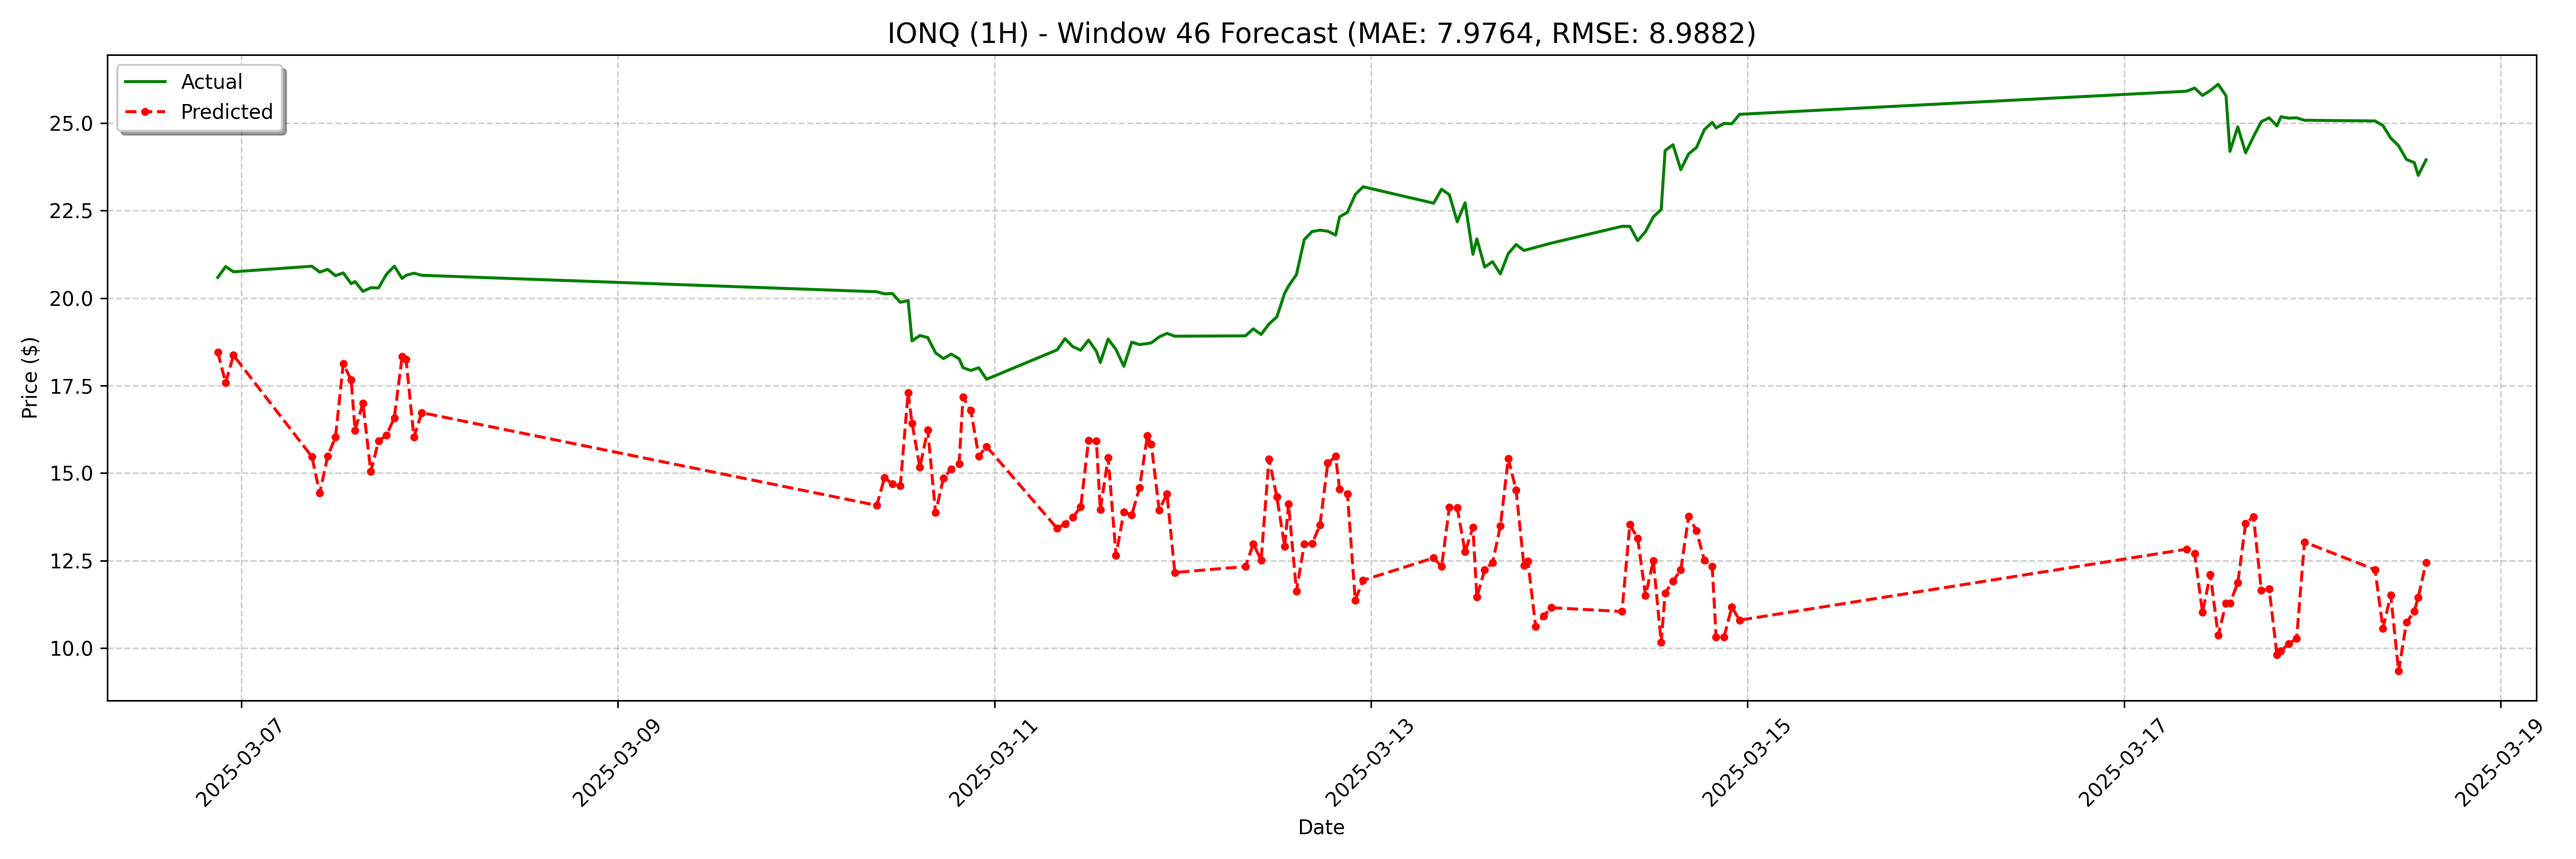 IONQ (1H) - Window 46 Forecast (MAE: 7.9764, RMSE: 8.9882)
Actual
Predicted
25.0
22.5
20.0
17.5
15.0
12.5
10.0
Price ($)
2025-03-07
2025-03-09
2025-03-11
2025-03-13
2025-03-15
2025-03-17
2025-03-19
Date